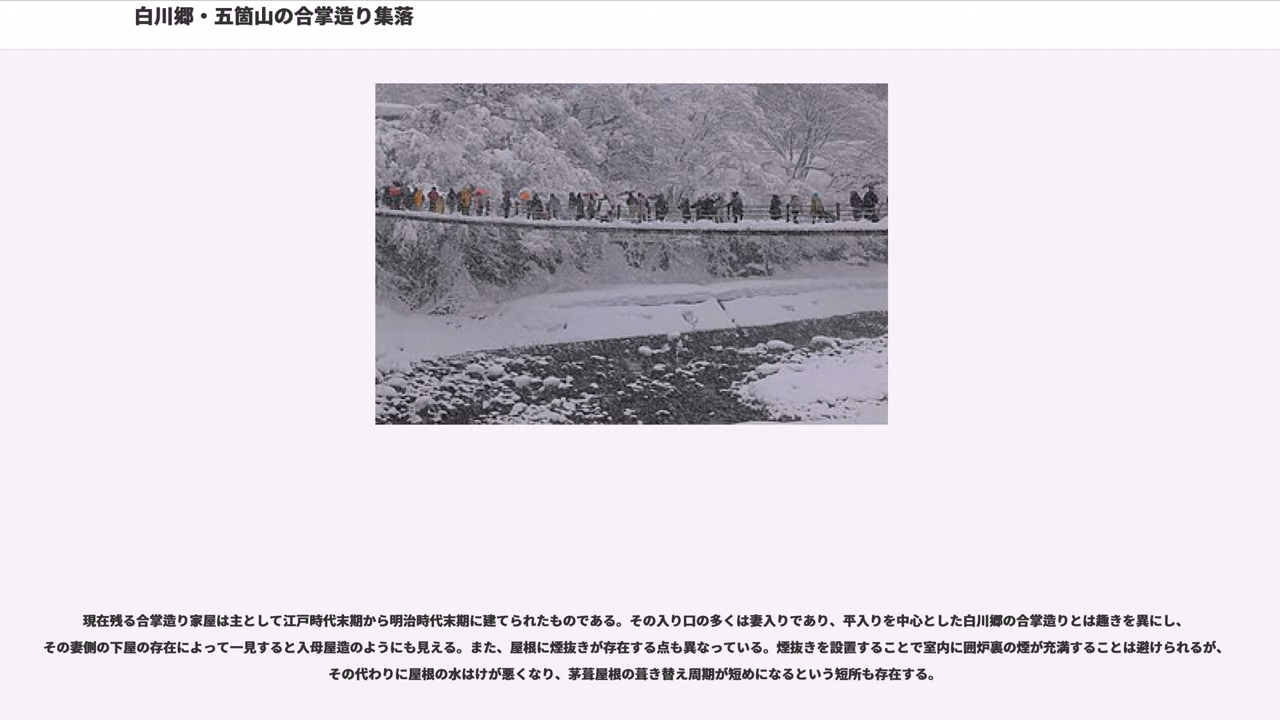 白川郷・五箇山の合掌造り集落
現在残る合掌造り家屋は主として江戸時代末期から明治時代末期に建てられたものである。その入り口の多くは妻入りであり、平入りを中心とした白川郷の合掌造りとは趣きを異にし、
その妻側の下屋の存在によって一見すると入母屋造のようにも見える。また、屋根に煙抜きが存在する点も異なっている。煙抜きを設置することで室内に囲炉裏の煙が充満することは避けられるが、
その代わりに屋根の水はけが悪くなり、茅葺屋根の葺き替え周期が短めになるという短所も存在する。